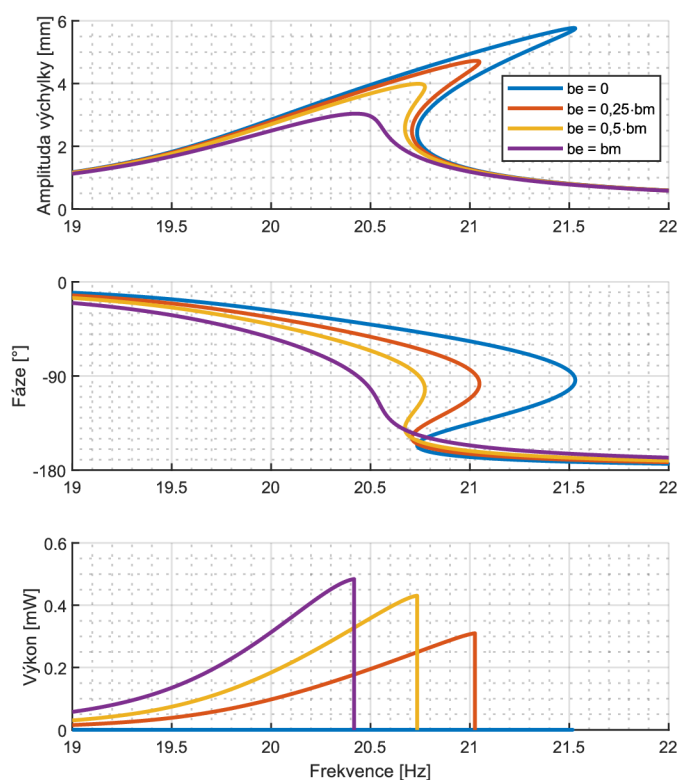 Amplituda výchylky [mm]
6
4
2
0
be = 0
be = 0,25·bm
be = 0,5·bm
be = bm
19 19.5 20 20.5 21 21.5 22
Fáze [°]
0
-90
-180
19 19.5 20 20.5 21 21.5 22
Výkon [mW]
0.6
0.4
0.2
0
19 19.5 20 20.5 21 21.5 22
Frekvence [Hz]